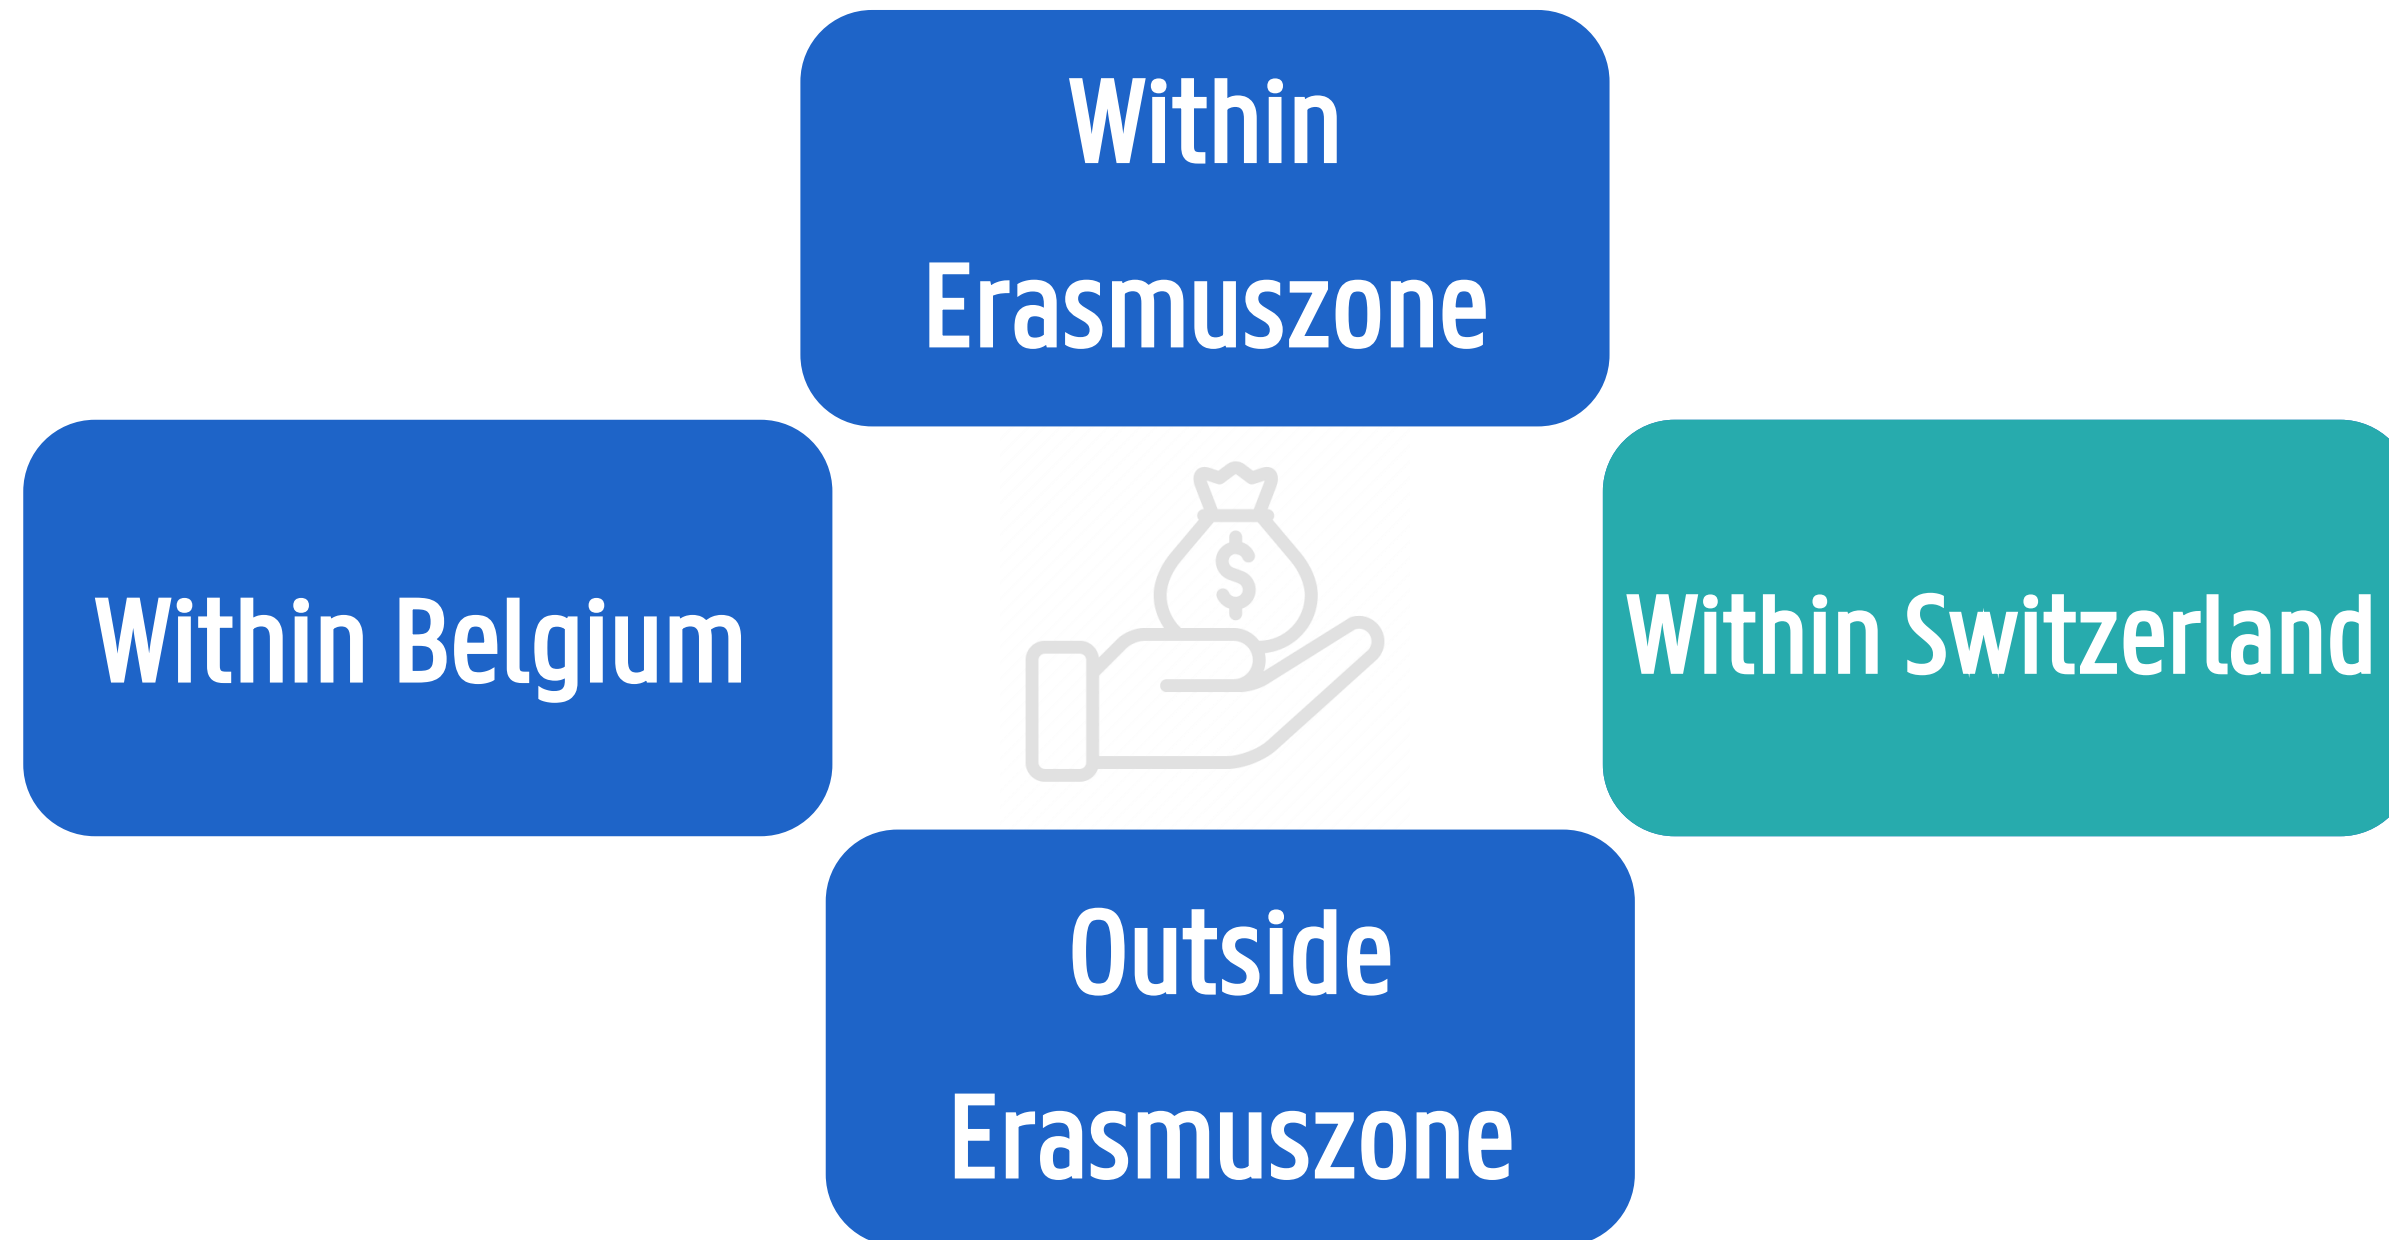 Within
Erasmuszone
Within Belgium
$
Within Switzerland
Outside
Erasmuszone